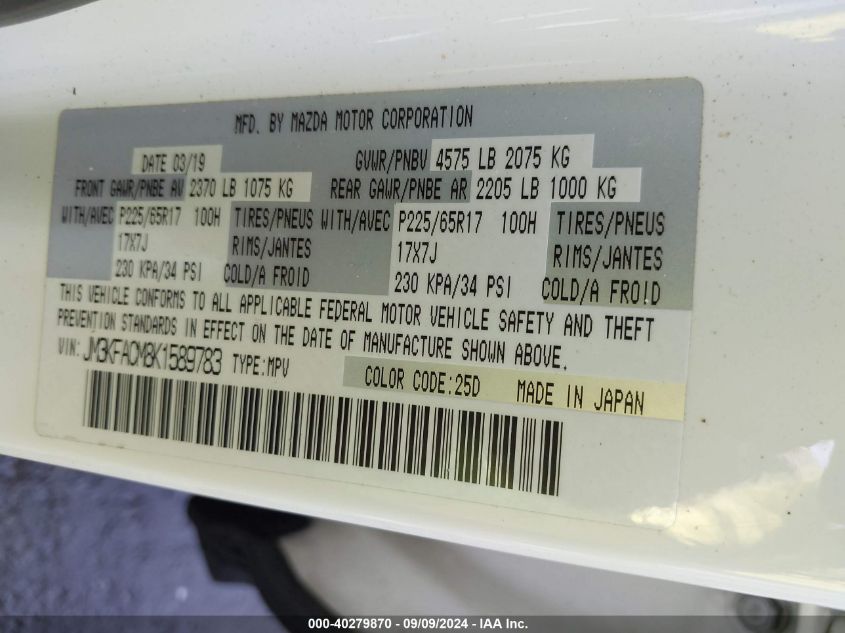 MFD. BY MAZDA MOTOR CORPORATION
DATE 03/19 GVWR/PNBV 4575 LB 2075 KG
FRONT GAWR/PNBE AV 2370 LB 1075 KG REAR GAWR/PNBE AR 2205 LB 1000 KG
WITH/AVEC P225/65R17 100H TIRES/PNEUS WITH/AVEC P225/65R17 100H TIRES/PNEUS
17X7J RIMS/JANTES 17X7J RIMS/JANTES
230 KPA/34 PSI COLD/A FROID 230 KPA/34 PSI COLD/A FROID
THIS VEHICLE CONFORMS TO ALL APPLICABLE FEDERAL MOTOR VEHICLE SAFETY AND THEFT
PREVENTION STANDARDS IN EFFECT ON THE DATE OF MANUFACTURE SHOWN ABOVE.
VIN: JM3KFACM8K1589783 TYPE:MPV
COLOR CODE:25D MADE IN JAPAN
000-40279870 - 09/09/2024 - IAA Inc.